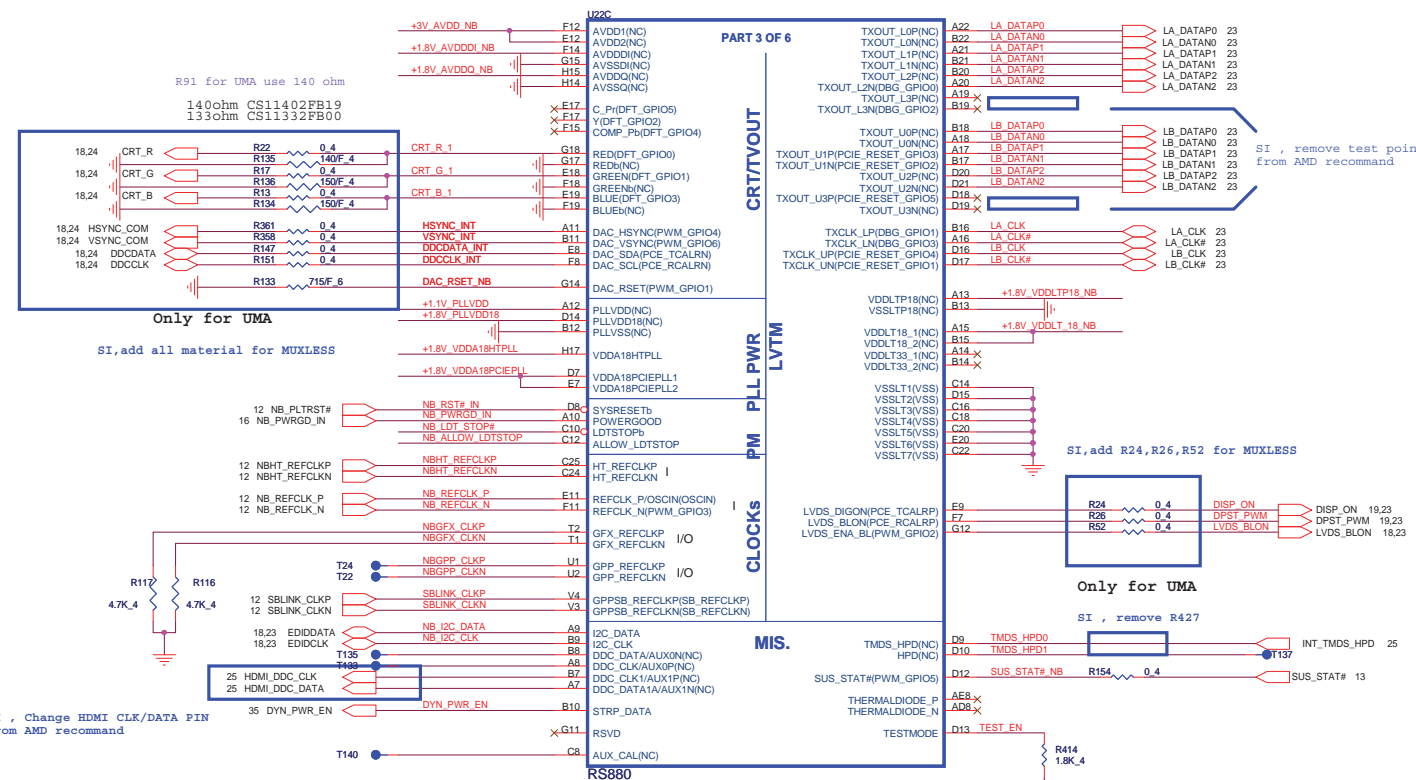 U22C
PART 3 OF 6
CRT/TVOUT
LVTM
PLL PWR
PM
CLOCKs
MIS.
RS880
R91 for UMA use 140 ohm
140ohm CS11402FB19
133ohm CS11332FB00
+3V_AVDD_NB F12 AVDD1(NC)
E12 AVDD2(NC)
+1.8V_AVDDDI_NB F14 AVDDDI(NC)
G15 AVSSDI(NC)
+1.8V_AVDDQ_NB H15 AVDDQ(NC)
H14 AVSSQ(NC)
E17 C_Pr(DFT_GPIO5)
F17 Y(DFT_GPIO2)
F15 COMP_Pb(DFT_GPIO4)
18,24 CRT_R R22 0_4 CRT_R_1 G18 RED(DFT_GPIO0)
R135 140/F_4 G17 REDb(NC)
18,24 CRT_G R17 0_4 CRT_G_1 E18 GREEN(DFT_GPIO1)
R136 150/F_4 F18 GREENb(NC)
18,24 CRT_B R13 0_4 CRT_B_1 E19 BLUE(DFT_GPIO3)
R134 150/F_4 F19 BLUEb(NC)
18,24 HSYNC_COM R361 0_4 HSYNC_INT A11 DAC_HSYNC(PWM_GPIO4)
18,24 VSYNC_COM R358 0_4 VSYNC_INT B11 DAC_VSYNC(PWM_GPIO6)
18,24 DDCDATA R147 0_4 DDCDATA_INT E8 DAC_SDA(PCE_TCALRN)
18,24 DDCCLK R151 0_4 DDCCLK_INT F8 DAC_SCL(PCE_RCALRN)
R133 715/F_6 DAC_RSET_NB G14 DAC_RSET(PWM_GPIO1)
Only for UMA
SI,add all material for MUXLESS
+1.1V_PLLVDD A12 PLLVDD(NC)
+1.8V_PLLVDD18 D14 PLLVDD18(NC)
B12 PLLVSS(NC)
+1.8V_VDDA18HTPLL H17 VDDA18HTPLL
+1.8V_VDDA18PCIEPLL D7 VDDA18PCIEPLL1
E7 VDDA18PCIEPLL2
12 NB_PLTRST# NB_RST#_IN D8 SYSRESETb
16 NB_PWRGD_IN NB_PWRGD_IN A10 POWERGOOD
NB_LDT_STOP# C10 LDTSTOPb
NB_ALLOW_LDTSTOP C12 ALLOW_LDTSTOP
12 NBHT_REFCLKP NBHT_REFCLKP C25 HT_REFCLKP I
12 NBHT_REFCLKN NBHT_REFCLKN C24 HT_REFCLKN
12 NB_REFCLK_P NB_REFCLK_P E11 REFCLK_P/OSCIN(OSCIN)
12 NB_REFCLK_N NB_REFCLK_N F11 REFCLK_N(PWM_GPIO3) I
NBGFX_CLKP T2 GFX_REFCLKP
NBGFX_CLKN T1 GFX_REFCLKN I/O
R117 R116
4.7K_4 4.7K_4
T24 NBGPP_CLKP U1 GPP_REFCLKP
T22 NBGPP_CLKN U2 GPP_REFCLKN I/O
12 SBLINK_CLKP SBLINK_CLKP V4 GPPSB_REFCLKP(SB_REFCLKP)
12 SBLINK_CLKN SBLINK_CLKN V3 GPPSB_REFCLKN(SB_REFCLKN)
18,23 EDIDDATA NB_I2C_DATA A9 I2C_DATA
18,23 EDIDCLK NB_I2C_CLK B9 I2C_CLK
T135 B8 DDC_DATA/AUX0N(NC)
T133 A8 DDC_CLK/AUX0P(NC)
25 HDMI_DDC_CLK B7 DDC_CLK1/AUX1P(NC)
25 HDMI_DDC_DATA A7 DDC_DATA1A/AUX1N(NC)
35 DYN_PWR_EN DYN_PWR_EN B10 STRP_DATA
, Change HDMI CLK/DATA PIN
AMD recommand
G11 RSVD
T140 C8 AUX_CAL(NC)
TXOUT_L0P(NC) A22 LA_DATAP0 LA_DATAP0 23
TXOUT_L0N(NC) B22 LA_DATAN0 LA_DATAN0 23
TXOUT_L1P(NC) A21 LA_DATAP1 LA_DATAP1 23
TXOUT_L1N(NC) B21 LA_DATAN1 LA_DATAN1 23
TXOUT_L2P(NC) B20 LA_DATAP2 LA_DATAP2 23
TXOUT_L2N(DBG_GPIO0) A20 LA_DATAN2 LA_DATAN2 23
TXOUT_L3P(NC) A19
TXOUT_L3N(DBG_GPIO2) B19
TXOUT_U0P(NC) B18 LB_DATAP0 LB_DATAP0 23
TXOUT_U0N(NC) A18 LB_DATAN0 LB_DATAN0 23
TXOUT_U1P(PCIE_RESET_GPIO3) A17 LB_DATAP1 LB_DATAP1 23
TXOUT_U1N(PCIE_RESET_GPIO2) B17 LB_DATAN1 LB_DATAN1 23
TXOUT_U2P(NC) D20 LB_DATAP2 LB_DATAP2 23
TXOUT_U2N(NC) D21 LB_DATAN2 LB_DATAN2 23
TXOUT_U3P(PCIE_RESET_GPIO5) D18
TXOUT_U3N(NC) D19
SI , remove test poin
from AMD recommand
TXCLK_LP(DBG_GPIO1) B16 LA_CLK LA_CLK 23
TXCLK_LN(DBG_GPIO3) A16 LA_CLK# LA_CLK# 23
TXCLK_UP(PCIE_RESET_GPIO4) D16 LB_CLK LB_CLK 23
TXCLK_UN(PCIE_RESET_GPIO1) D17 LB_CLK# LB_CLK# 23
VDDLTP18(NC) A13 +1.8V_VDDLTP18_NB
VSSLTP18(NC) B13
VDDLT18_1(NC) A15 +1.8V_VDDLT_18_NB
VDDLT18_2(NC) B15
VDDLT33_1(NC) A14
VDDLT33_2(NC) B14
VSSLT1(VSS) C14
VSSLT2(VSS) D15
VSSLT3(VSS) C16
VSSLT4(VSS) C18
VSSLT5(VSS) C20
VSSLT6(VSS) E20
VSSLT7(VSS) C22
SI,add R24,R26,R52 for MUXLESS
LVDS_DIGON(PCE_TCALRP) E9 R24 0_4 DISP_ON DISP_ON 19,23
LVDS_BLON(PCE_RCALRP) F7 R26 0_4 DPST_PWM DPST_PWM 19,23
LVDS_ENA_BL(PWM_GPIO2) G12 R52 0_4 LVDS_BLON LVDS_BLON 18,23
Only for UMA
SI , remove R427
TMDS_HPD(NC) D9 TMDS_HPD0 INT_TMDS_HPD 25
HPD(NC) D10 TMDS_HPD1 T137
SUS_STAT#(PWM_GPIO5) D12 SUS_STAT#_NB R154 0_4 SUS_STAT# 13
THERMALDIODE_P AE8
THERMALDIODE_N AD8
TESTMODE D13 TEST_EN
R414
1.8K_4